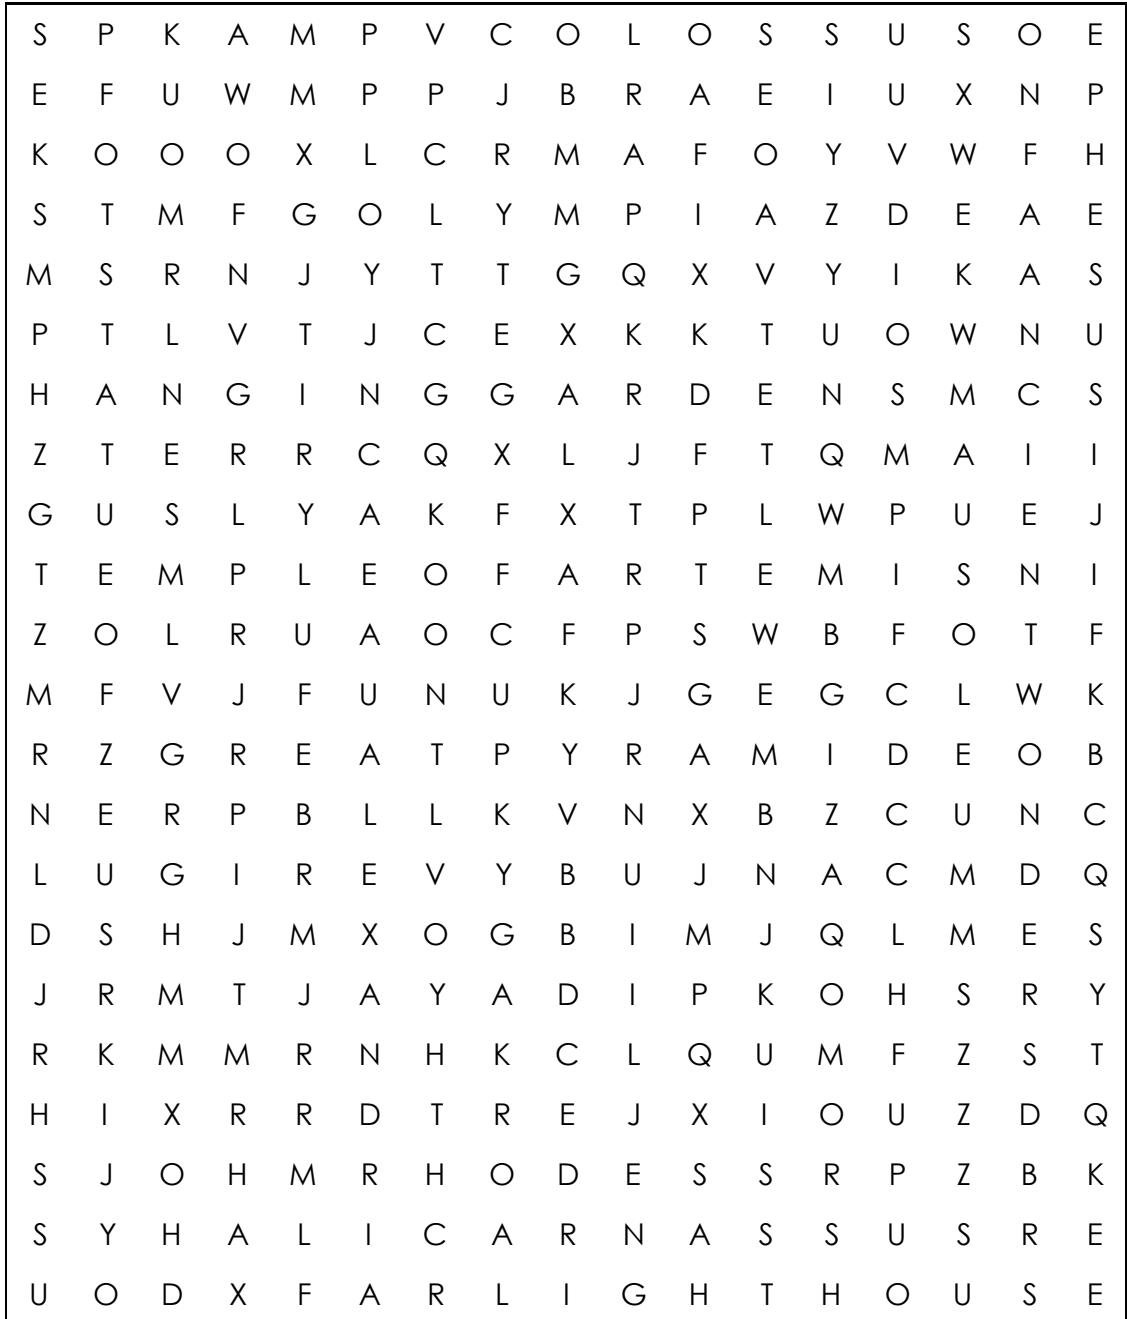 S P K A M P V C O L O S S U S O E
E F U W M P P J B R A E I U X N P
K O O O X L C R M A F O Y V W F H
S T M F G O L Y M P I A Z D E A E
M S R N J Y T T G Q X V Y I K A S
P T L V T J C E X K K T U O W N U
H A N G I N G G A R D E N S M C S
Z T E R R C Q X L J F T Q M A I I
G U S L Y A K F X T P L W P U E J
T E M P L E O F A R T E M I S N I
Z O L R U A O C F P S W B F O T F
M F V J F U N U K J G E G C L W K
R Z G R E A T P Y R A M I D E O B
N E R P B L L K V N X B Z C U N C
L U G I R E V Y B U J N A C M D Q
D S H J M X O G B I M J Q L M E S
J R M T J A Y A D I P K O H S R Y
R K M M R N H K C L Q U M F Z S T
H I X R R D T R E J X I O U Z D Q
S J O H M R H O D E S S R P Z B K
S Y H A L I C A R N A S S U S R E
U O D X F A R L I G H T H O U S E